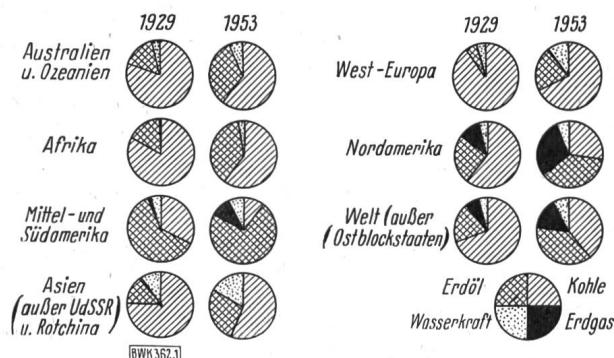 1929 1953
Australien
u. Ozeanien
Afrika
Mittel- und
Südamerika
Asien
(außer UdSSR
u. Rotchina)
BWK 362.1
1929 1953
West-Europa
Nordamerika
Welt (außer
(Ostblockstaaten)
Erdöl Kohle
Wasserkraft Erdgas